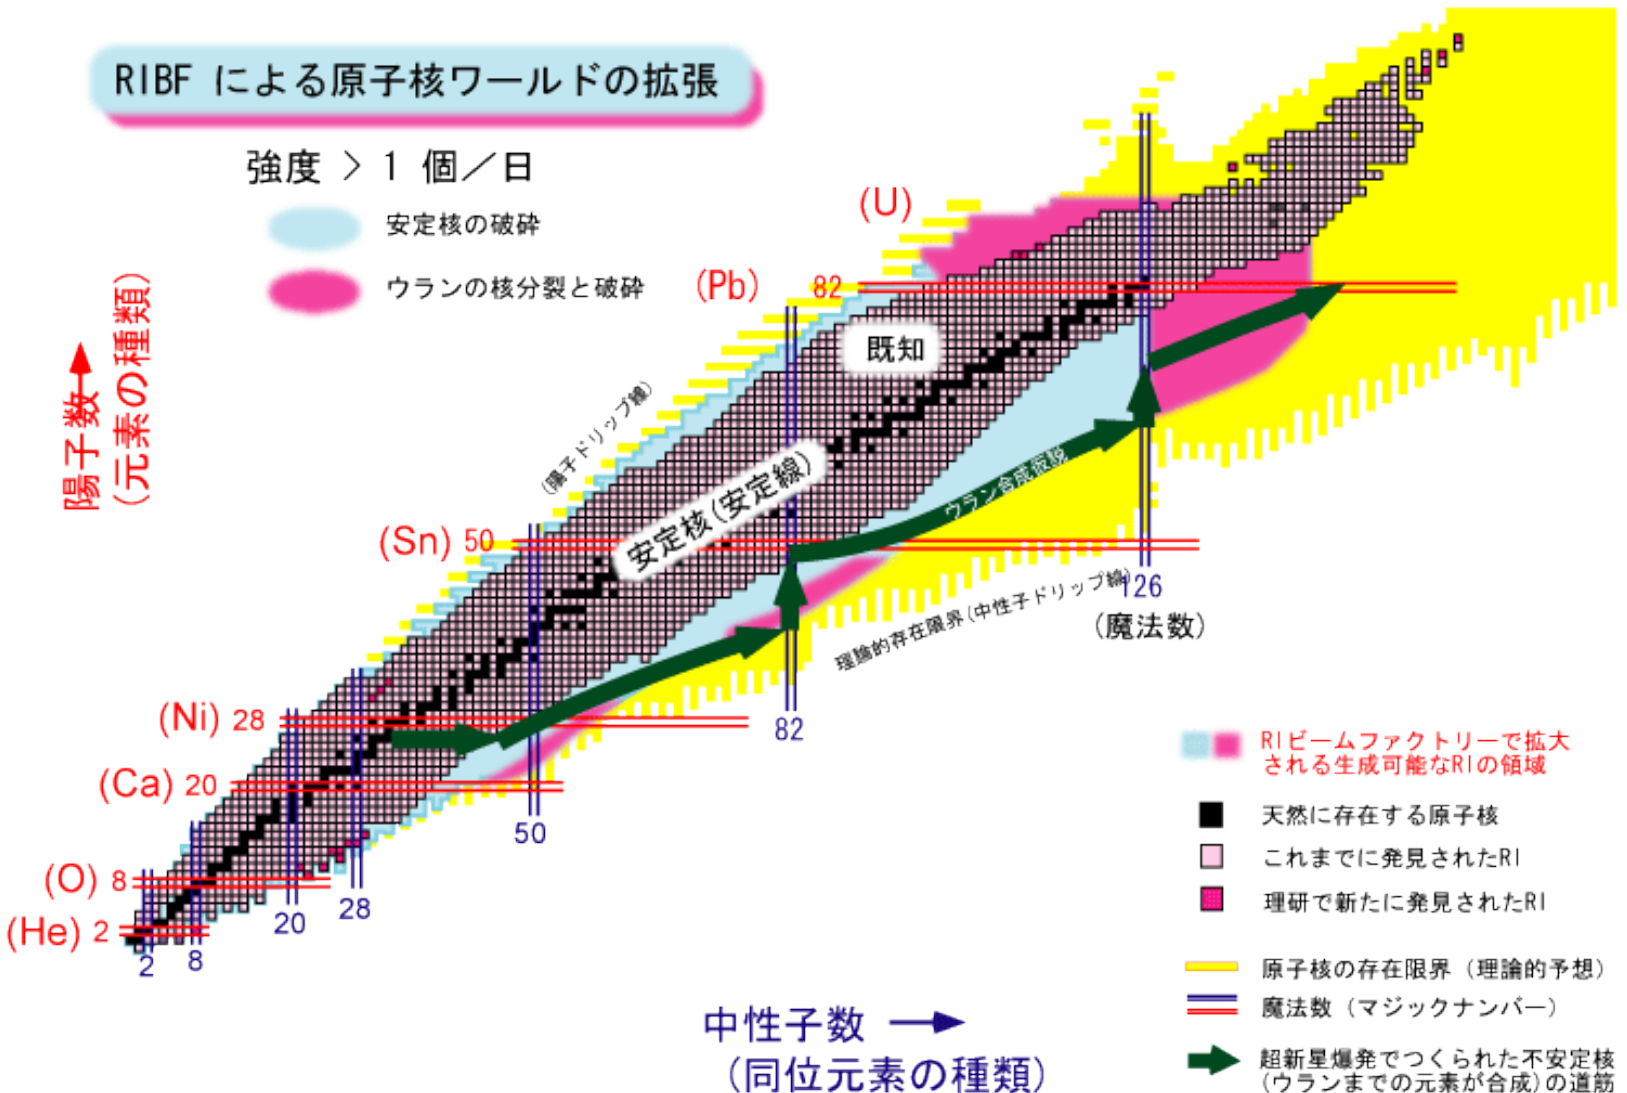 RIBF による原子核ワールドの拡張
強度 > 1 個／日
安定核の破砕
ウランの核分裂と破砕
(U)
(Pb) 82
既知
陽子数
(元素の種類)
(陽子ドリップ線)
安定核(安定線)
ウラン合成仮説
(Sn) 50
126
(魔法数)
理論的存在限界(中性子ドリップ線)
(Ni) 28
82
(Ca) 20
50
(O) 8
28
20
(He) 2
2
8
RIビームファクトリーで拡大
される生成可能なRIの領域
天然に存在する原子核
これまでに発見されたRI
理研で新たに発見されたRI
原子核の存在限界（理論的予想）
魔法数（マジックナンバー）
超新星爆発でつくられた不安定核
(ウランまでの元素が合成)の道筋
中性子数
（同位元素の種類）